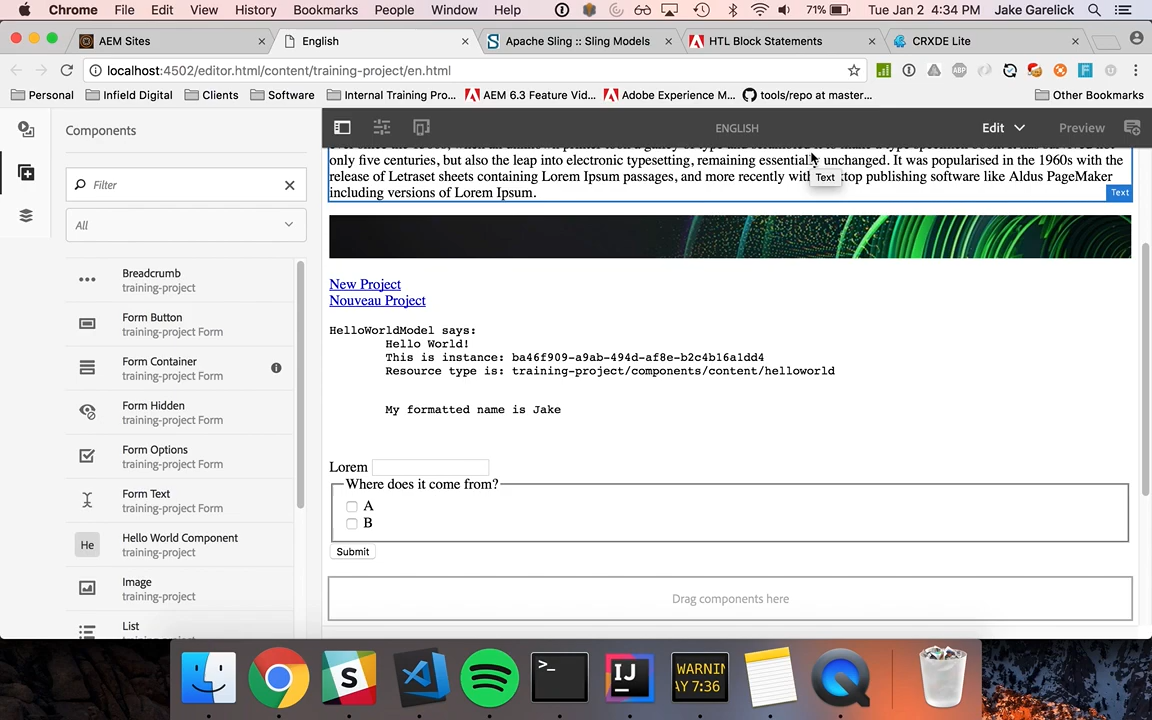 Chrome File Edit View History Bookmarks People Window Help 71% Tue Jan 2 4:34 PM Jake Garelick
AEM Sites English Apache Sling :: Sling Models HTL Block Statements CRXDE Lite
localhost:4502/editor.html/content/training-project/en.html
Personal Infield Digital Clients Software Internal Training Pro... AEM 6.3 Feature Vid... Adobe Experience M... tools/repo at master... Other Bookmarks
Components
Filter
All
Breadcrumb
training-project
Form Button
training-project Form
Form Container
training-project Form
Form Hidden
training-project Form
Form Options
training-project Form
Form Text
training-project Form
He
Hello World Component
training-project
Image
training-project
List
ENGLISH Edit Preview
only five centuries, but also the leap into electronic typesetting, remaining essentially unchanged. It was popularised in the 1960s with the
release of Letraset sheets containing Lorem Ipsum passages, and more recently with publishing software like Aldus PageMaker
including versions of Lorem Ipsum.
Text
Text
New Project
Nouveau Project
HelloWorldModel says:
Hello World!
This is instance: ba46f909-a9ab-494d-af8e-b2c4b16a1dd4
Resource type is: training-project/components/content/helloworld
My formatted name is Jake
Lorem
Where does it come from?
A
B
Submit
Drag components here
S
>_
IJ
WARNIN
AY 7:36